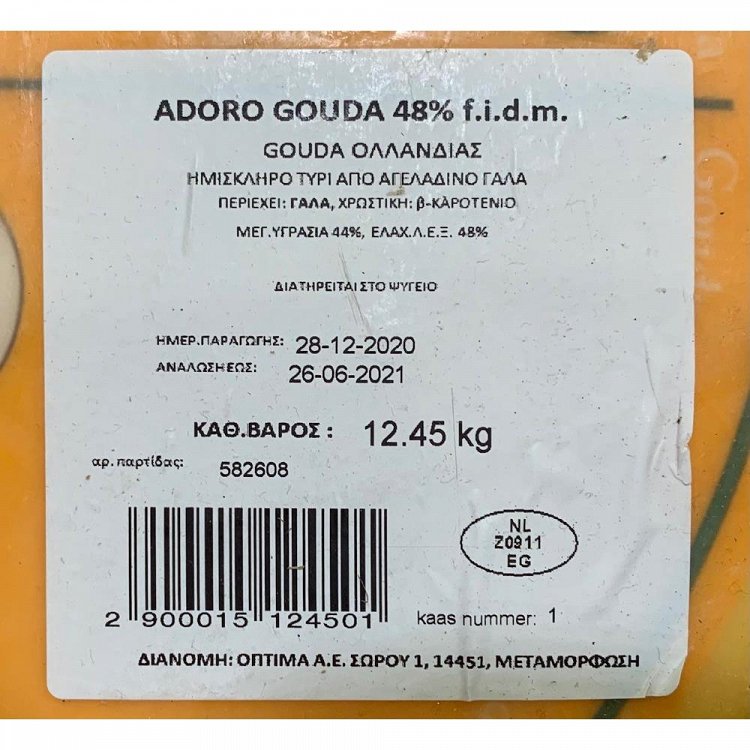 ADORO GOUDA 48% f.i.d.m.
GOUDA ΟΛΛΑΝΔΙΑΣ
ΗΜΙΣΚΛΗΡΟ ΤΥΡΙ ΑΠΟ ΑΓΕΛΑΔΙΝΟ ΓΑΛΑ
ΠΕΡΙΕΧΕΙ: ΓΑΛΑ, ΧΡΩΣΤΙΚΗ: β-ΚΑΡΟΤΕΝΙΟ
ΜΕΓ.ΥΓΡΑΣΙΑ 44%, ΕΛΑΧ.Λ.Ε.Ξ. 48%
ΔΙΑΤΗΡΕΙΤΑΙ ΣΤΟ ΨΥΓΕΙΟ
ΗΜΕΡ.ΠΑΡΑΓΩΓΗΣ: 28-12-2020
ΑΝΑΛΩΣΗ ΕΩΣ: 26-06-2021
ΚΑΘ.ΒΑΡΟΣ : 12.45 kg
αρ.παρτίδας: 582608
NL
Z0911
EG
2 900015 124501
kaas nummer: 1
ΔΙΑΝΟΜΗ: ΟΠΤΙΜΑ Α.Ε. ΣΩΡΟΥ 1, 14451, ΜΕΤΑΜΟΡΦΩΣΗ